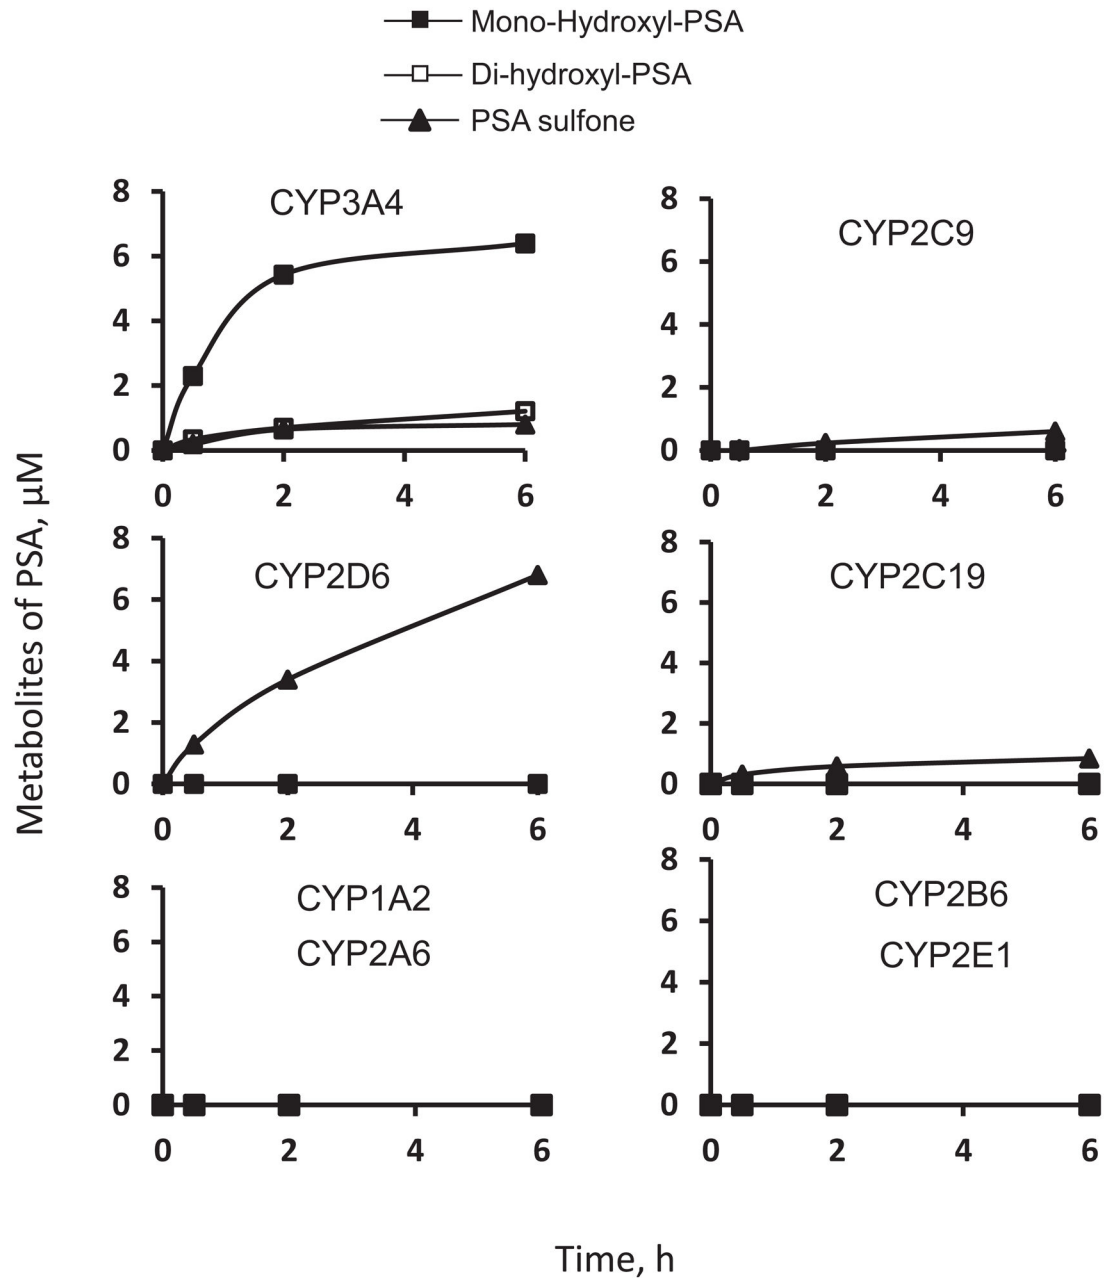 Mono-Hydroxyl-PSA
Di-hydroxyl-PSA
PSA sulfone
Metabolites of PSA, µM
CYP3A4
8
6
4
2
0
0 2 4 6
CYP2C9
8
6
4
2
0
0 2 4 6
CYP2D6
8
6
4
2
0
0 2 4 6
CYP2C19
8
6
4
2
0
0 2 4 6
CYP1A2
CYP2A6
8
6
4
2
0
0 2 4 6
CYP2B6
CYP2E1
8
6
4
2
0
0 2 4 6
Time, h